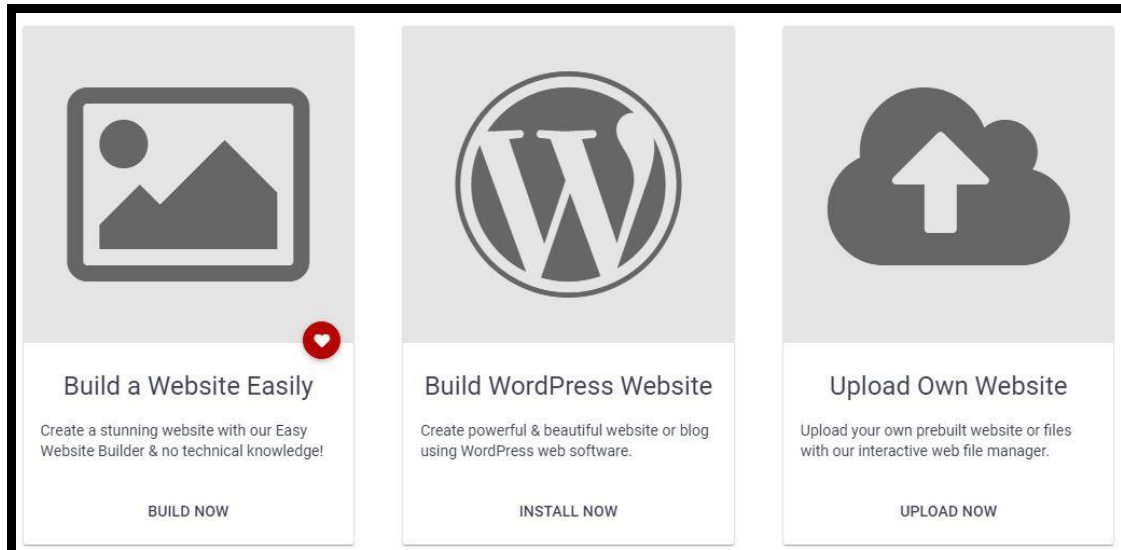 Build a Website Easily
Create a stunning website with our Easy
Website Builder & no technical knowledge!
BUILD NOW
Build WordPress Website
Create powerful & beautiful website or blog
using WordPress web software.
INSTALL NOW
Upload Own Website
Upload your own prebuilt website or files
with our interactive web file manager.
UPLOAD NOW